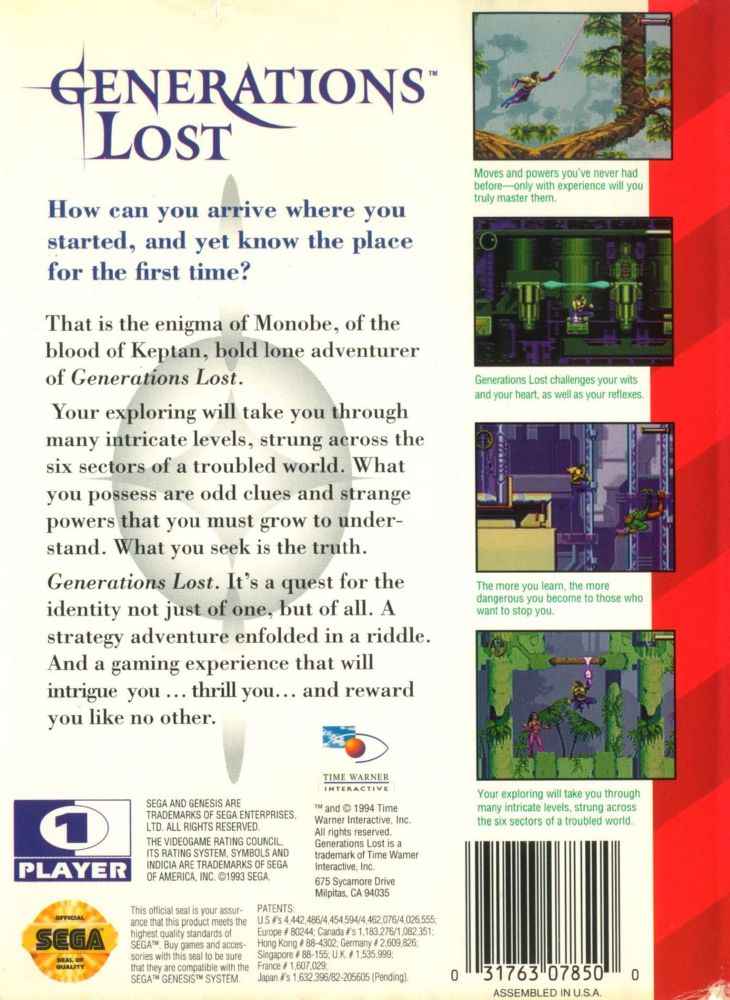 GENERATIONS™
LOST
How can you arrive where you
started, and yet know the place
for the first time?
That is the enigma of Monobe, of the
blood of Keptan, bold lone adventurer
of Generations Lost.
Your exploring will take you through
many intricate levels, strung across the
six sectors of a troubled world. What
you possess are odd clues and strange
powers that you must grow to under-
stand. What you seek is the truth.
Generations Lost. It's a quest for the
identity not just of one, but of all. A
strategy adventure enfolded in a riddle.
And a gaming experience that will
intrigue you ... thrill you... and reward
you like no other.
Moves and powers you've never had
before—only with experience will you
truly master them.
Generations Lost challenges your wits
and your heart, as well as your reflexes.
The more you learn, the more
dangerous you become to those who
want to stop you.
Your exploring will take you through
many intricate levels, strung across
the six sectors of a troubled world.
TIME WARNER
INTERACTIVE
1
PLAYER
SEGA AND GENESIS ARE
TRADEMARKS OF SEGA ENTERPRISES,
LTD. ALL RIGHTS RESERVED.
THE VIDEOGAME RATING COUNCIL,
ITS RATING SYSTEM, SYMBOLS AND
INDICIA ARE TRADEMARKS OF SEGA
OF AMERICA, INC. ©1993 SEGA.
™ and © 1994 Time
Warner Interactive, Inc.
All rights reserved.
Generations Lost is a
trademark of Time Warner
Interactive, Inc.
675 Sycamore Drive
Milpitas, CA 94035
OFFICIAL
SEGA
SEAL OF
QUALITY
This official seal is your assur-
ance that this product meets the
highest quality standards of
SEGA™. Buy games and acces-
sories with this seal to be sure
that they are compatible with the
SEGA™ GENESIS™ SYSTEM.
PATENTS:
U.S #'s 4,442,486/4,454,594/4,462,076/4,026,555;
Europe # 80244; Canada #'s 1,183,276/1,082,351;
Hong Kong # 88-4302; Germany # 2,609,826;
Singapore # 88-155; U.K. # 1,535,999;
France # 1,607,029;
Japan #'s 1,632,396/82-205605 (Pending).
0 31763 07850 0
ASSEMBLED IN U.S.A.